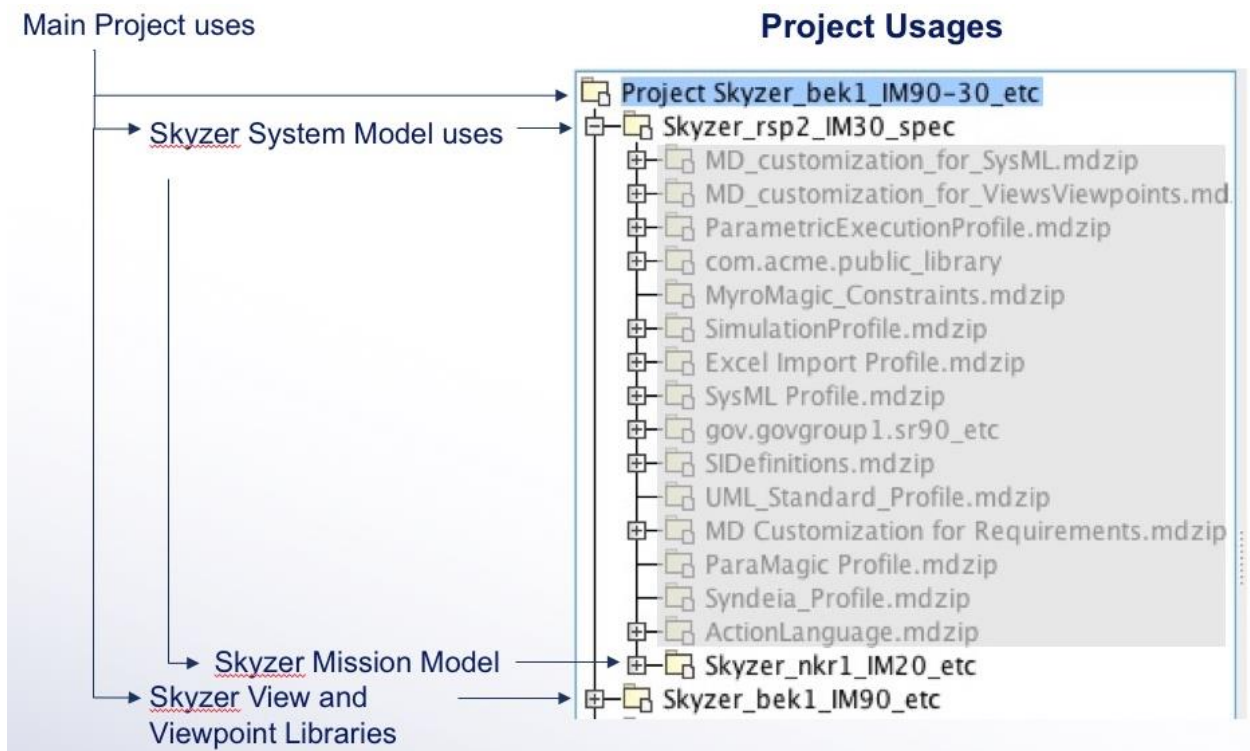 Main Project uses
Project Usages
Project Skyzer_bek1_IM90-30_etc
Skyzer System Model uses
Skyzer_rsp2_IM30_spec
MD_customization_for_SysML.mdzip
MD_customization_for_ViewsViewpoints.md
ParametricExecutionProfile.mdzip
com.acme.public_library
MyroMagic_Constraints.mdzip
SimulationProfile.mdzip
Excel Import Profile.mdzip
SysML Profile.mdzip
gov.govgroup1.sr90_etc
SIDefinitions.mdzip
UML_Standard_Profile.mdzip
MD Customization for Requirements.mdzip
ParaMagic Profile.mdzip
Syndeia_Profile.mdzip
ActionLanguage.mdzip
Skyzer Mission Model
Skyzer_nkr1_IM20_etc
Skyzer View and
Viewpoint Libraries
Skyzer_bek1_IM90_etc